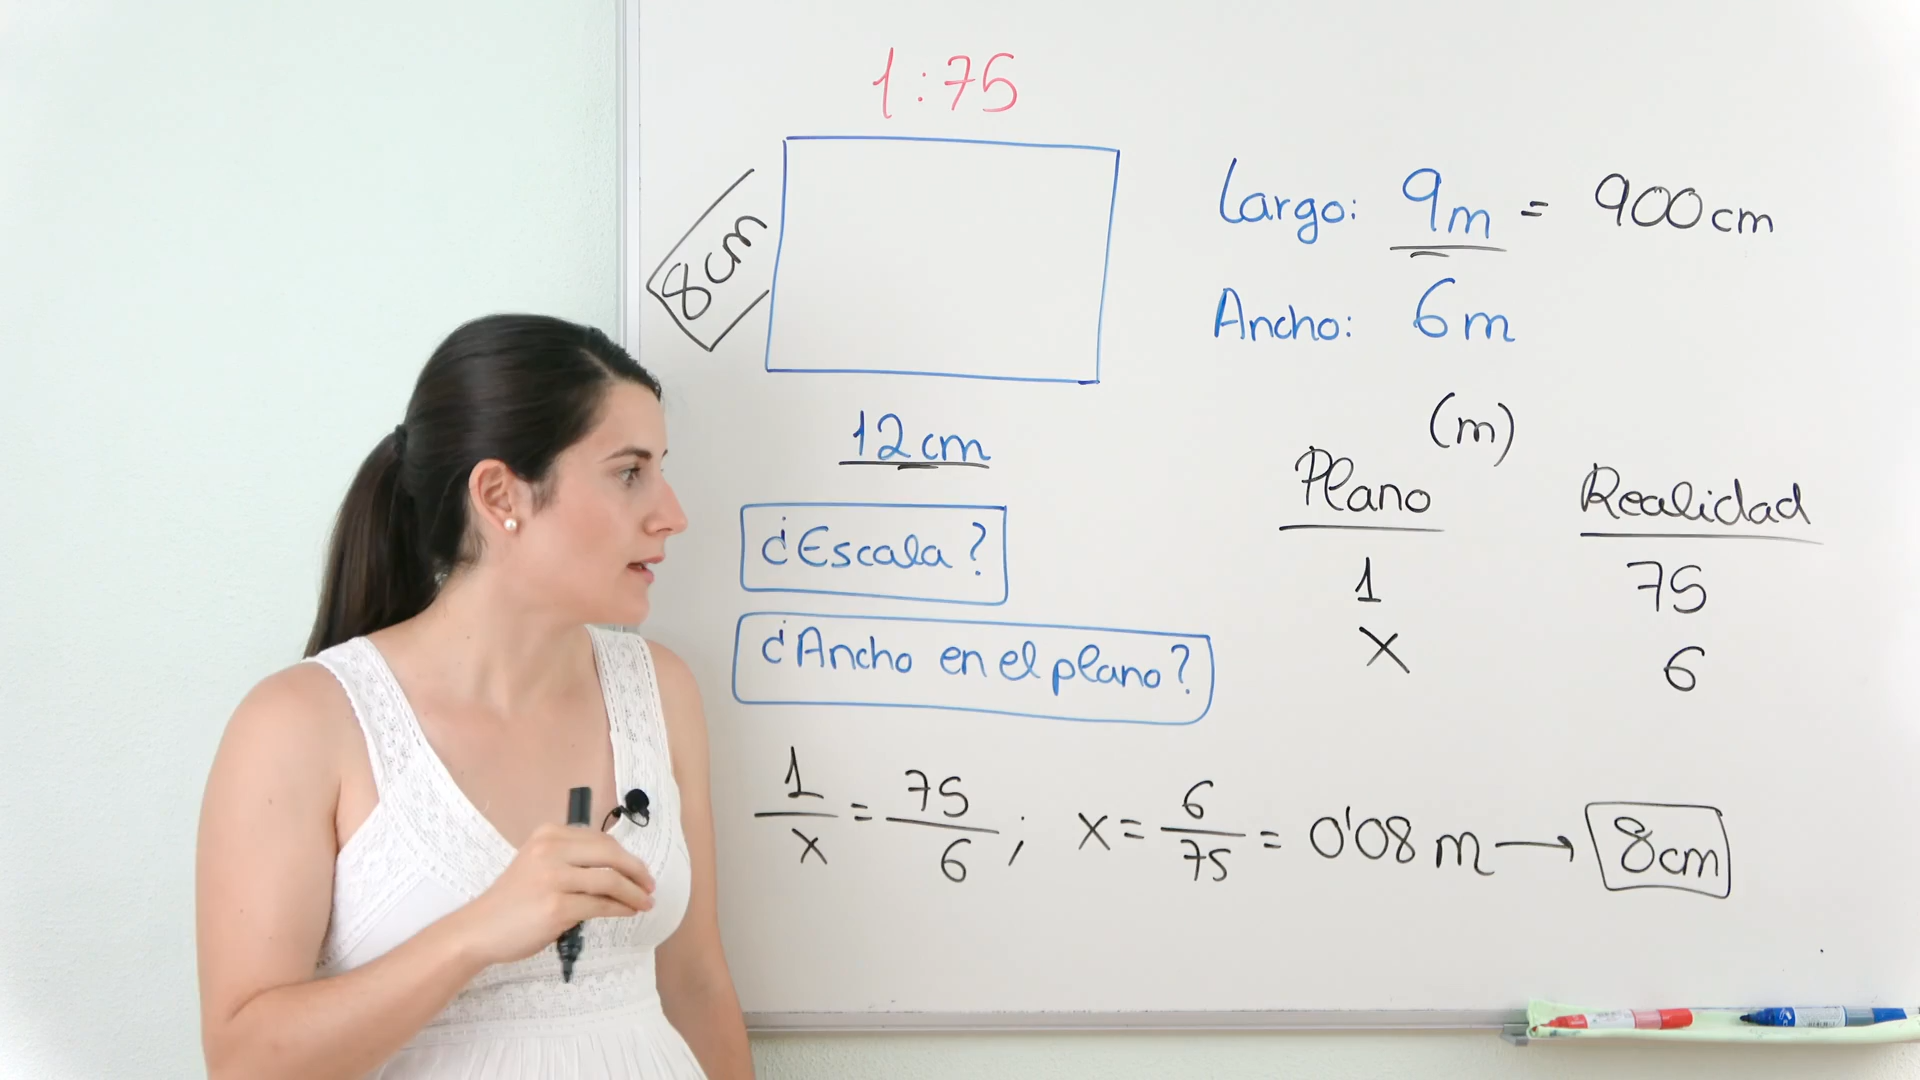 1:75
8cm
12cm
¿Escala?
¿Ancho en el plano?
Largo: 9m = 900cm
Ancho: 6m
(m)
Plano Realidad
1 75
x 6
1/x = 75/6 ; x = 6/75 = 0'08 m → 8cm